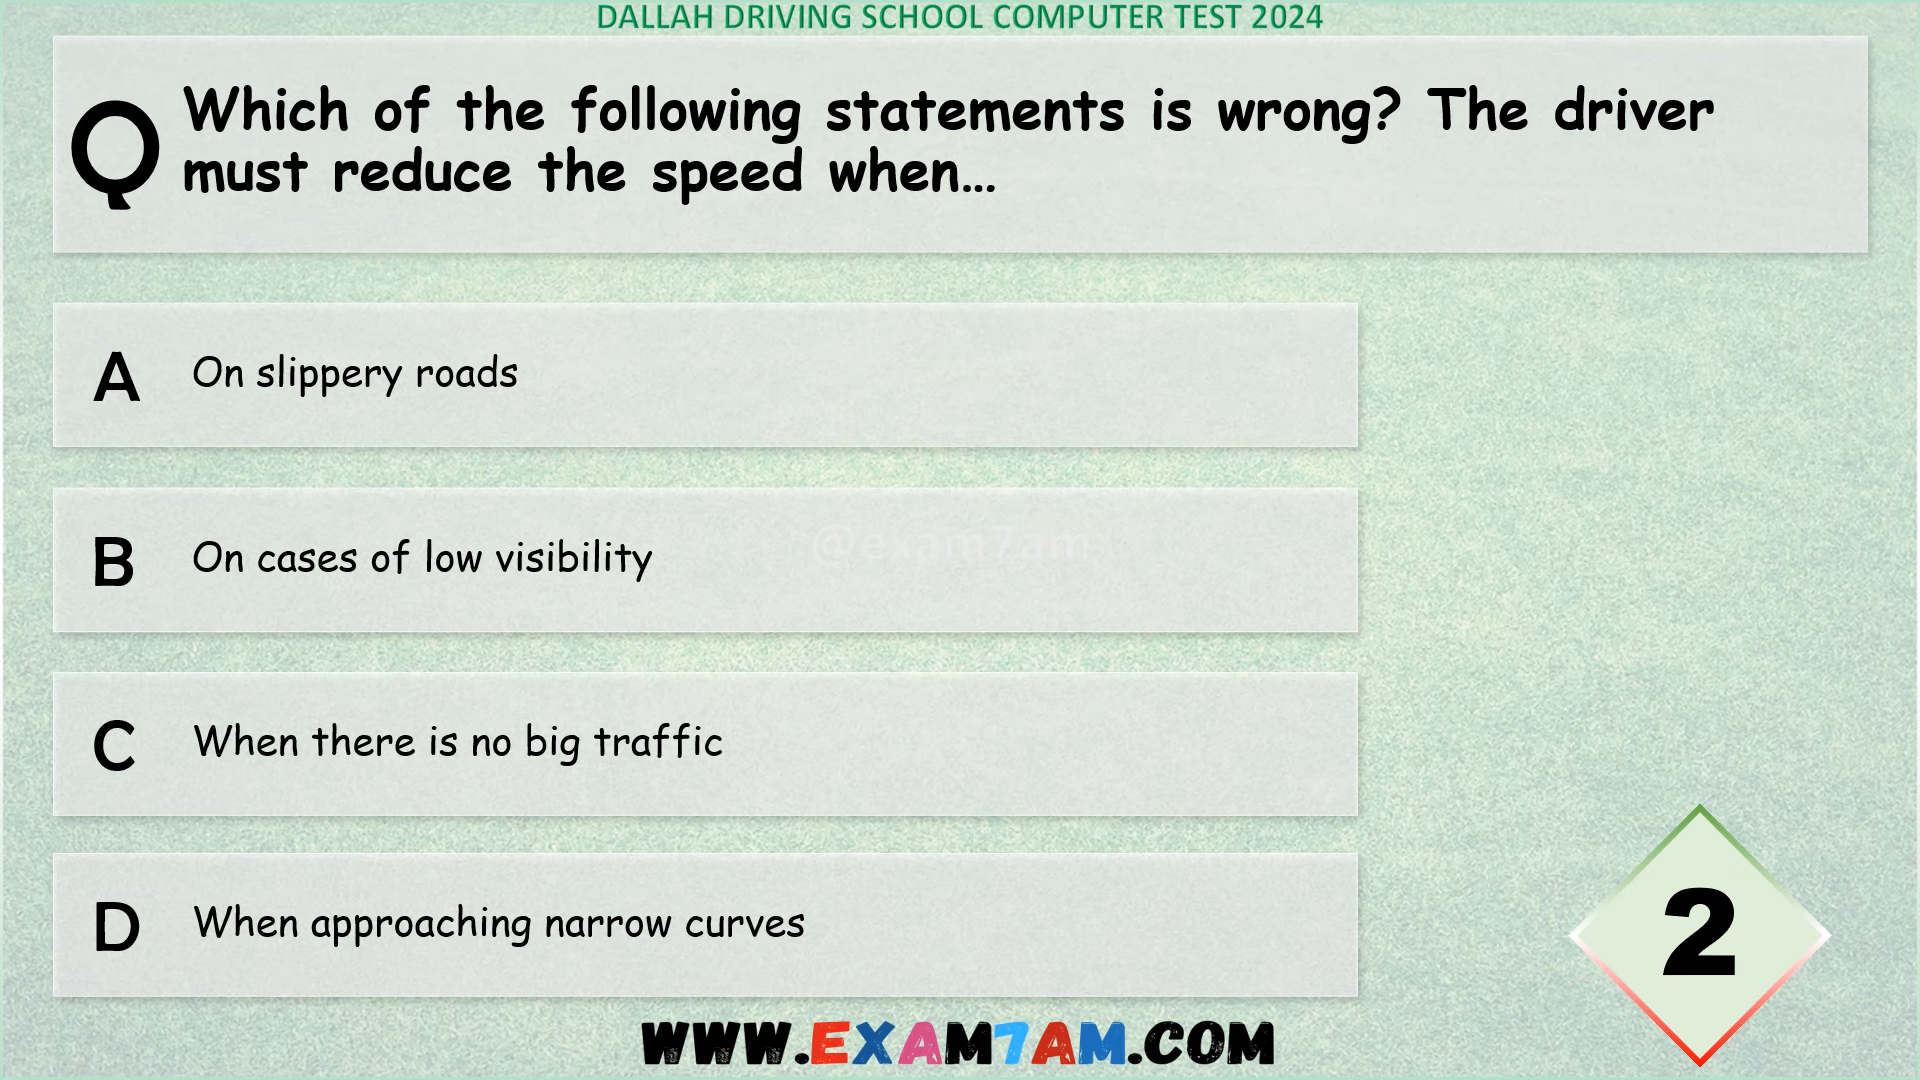 DALLAH DRIVING SCHOOL COMPUTER TEST 2024
Q
Which of the following statements is wrong? The driver
must reduce the speed when...
A
On slippery roads
B
On cases of low visibility
@exam7am
C
When there is no big traffic
D
When approaching narrow curves
2
WWW.EXAM7AM.COM